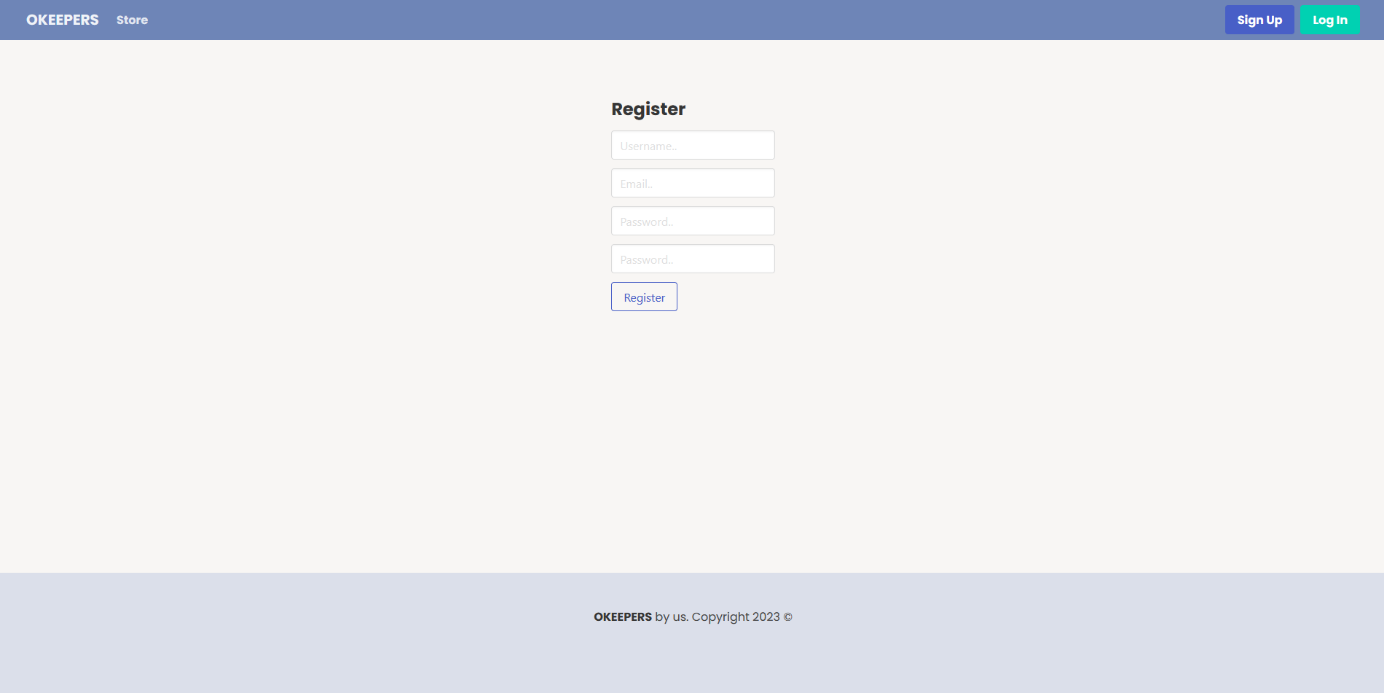 OKEEPERS Store Sign Up Log In
Register
Username..
Email..
Password..
Password..
Register
OKEEPERS by us. Copyright 2023 ©